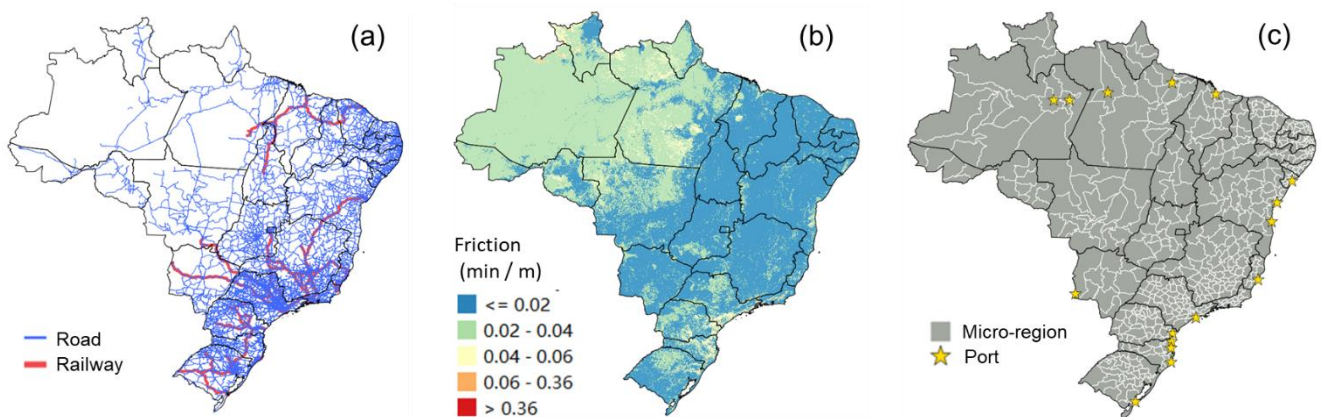 (a)
Road
Railway
(b)
Friction
(min / m)
<= 0.02
0.02 - 0.04
0.04 - 0.06
0.06 - 0.36
> 0.36
(c)
Micro-region
Port